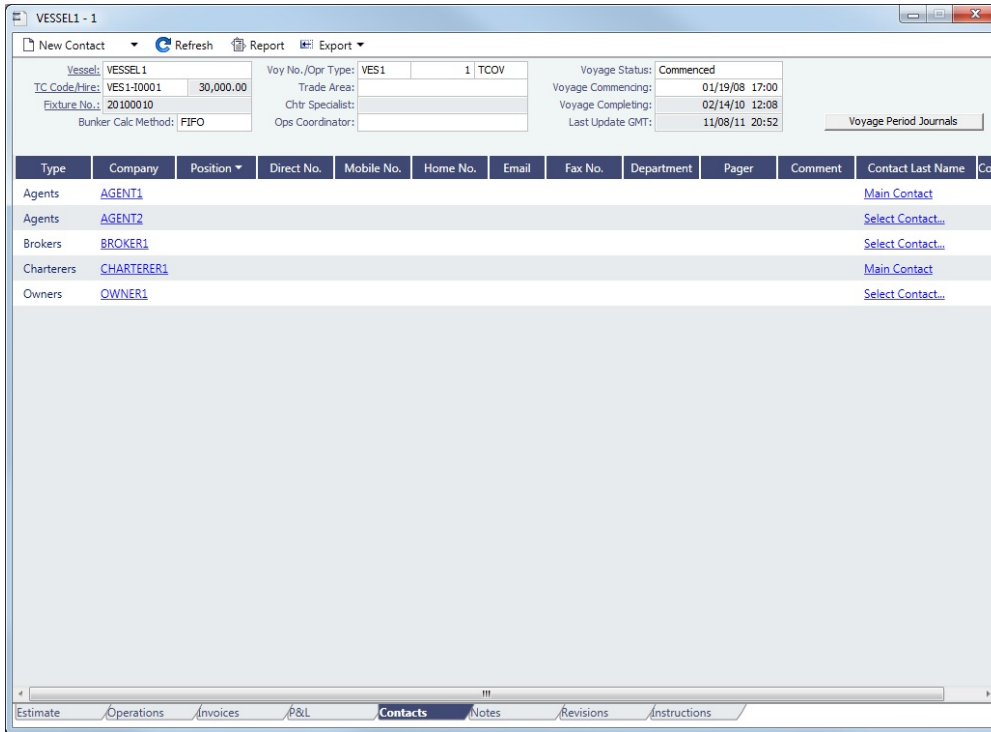 VESSEL1 - 1
New Contact Refresh Report Export
Vessel: VESSEL1 Voy No./Opr Type: VES1 1 TCOV Voyage Status: Commenced
TC Code/Hire: VES1-I0001 30,000.00 Trade Area: Voyage Commencing: 01/19/08 17:00
Fixture No.: 20100010 Chtr Specialist: Voyage Completing: 02/14/10 12:08
Bunker Calc Method: FIFO Ops Coordinator: Last Update GMT: 11/08/11 20:52 Voyage Period Journals
Type Company Position Direct No. Mobile No. Home No. Email Fax No. Department Pager Comment Contact Last Name Co
Agents AGENT1 Main Contact
Agents AGENT2 Select Contact...
Brokers BROKER1 Select Contact...
Charterers CHARTERER1 Main Contact
Owners OWNER1 Select Contact...
Estimate Operations Invoices P&L Contacts Notes Revisions Instructions